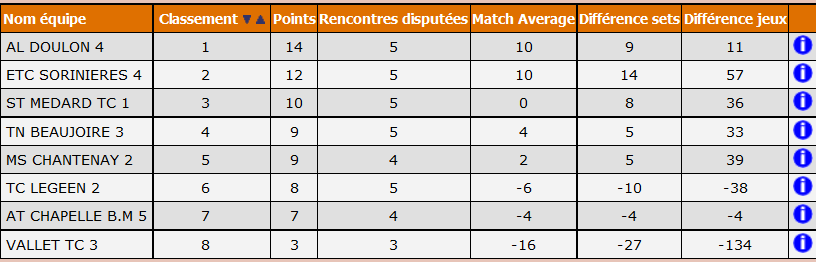 Nom équipe Classement Points Rencontres disputées Match Average Différence sets Différence jeux
AL DOULON 4 1 14 5 10 9 11
ETC SORINIERES 4 2 12 5 10 14 57
ST MEDARD TC 1 3 10 5 0 8 36
TN BEAUJOIRE 3 4 9 5 4 5 33
MS CHANTENAY 2 5 9 4 2 5 39
TC LEGEEN 2 6 8 5 -6 -10 -38
AT CHAPELLE B.M 5 7 7 4 -4 -4 -4
VALLET TC 3 8 3 3 -16 -27 -134